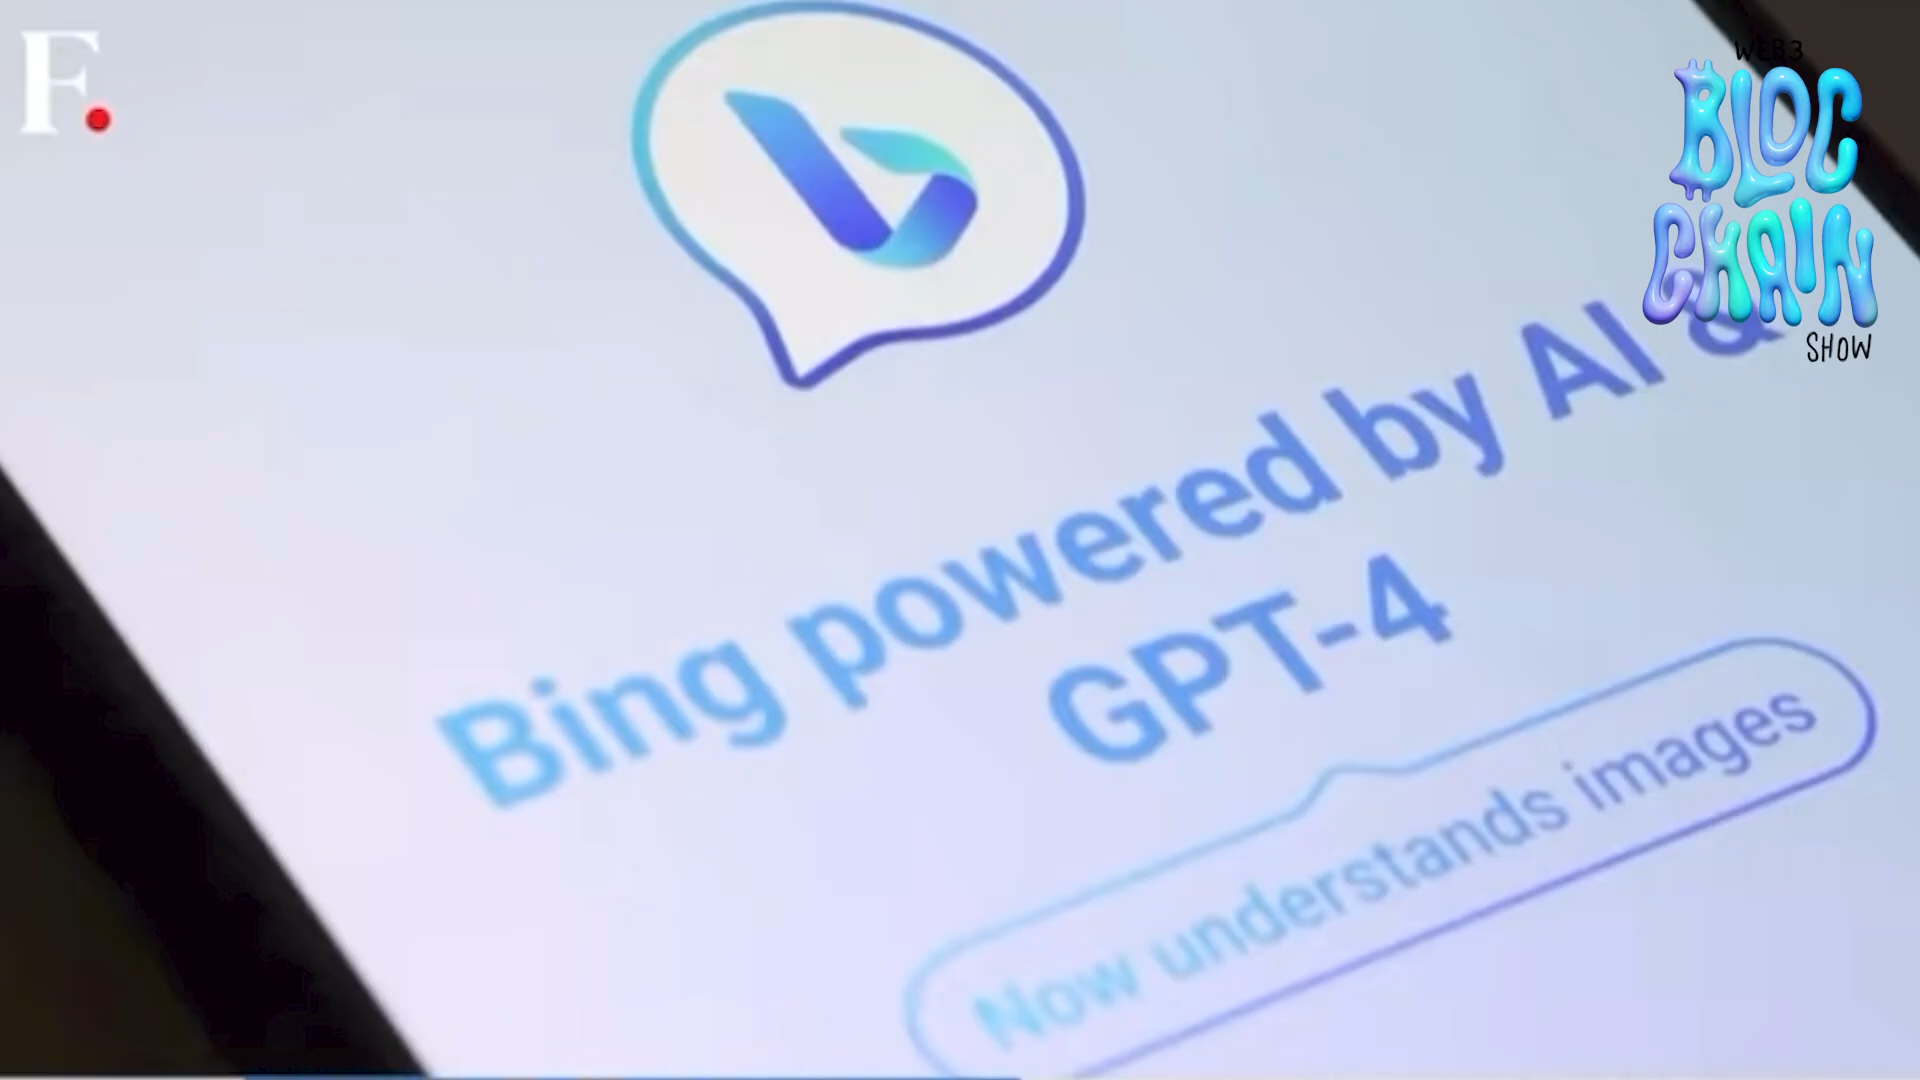 F.
WEB3
BLOC
CHAIN
SHOW
Bing powered by AI &
GPT-4
Now understands images